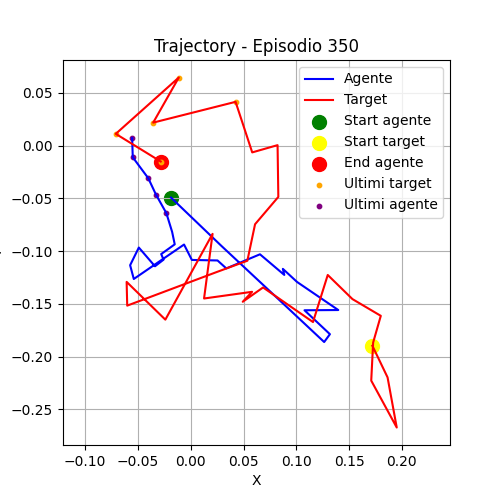 Trajectory - Episodio 350
Agente
Target
Start agente
Start target
End agente
Ultimi target
Ultimi agente
0.05
0.00
−0.05
−0.10
−0.15
−0.20
−0.25
−0.10
−0.05
0.00
0.05
0.10
0.15
0.20
X